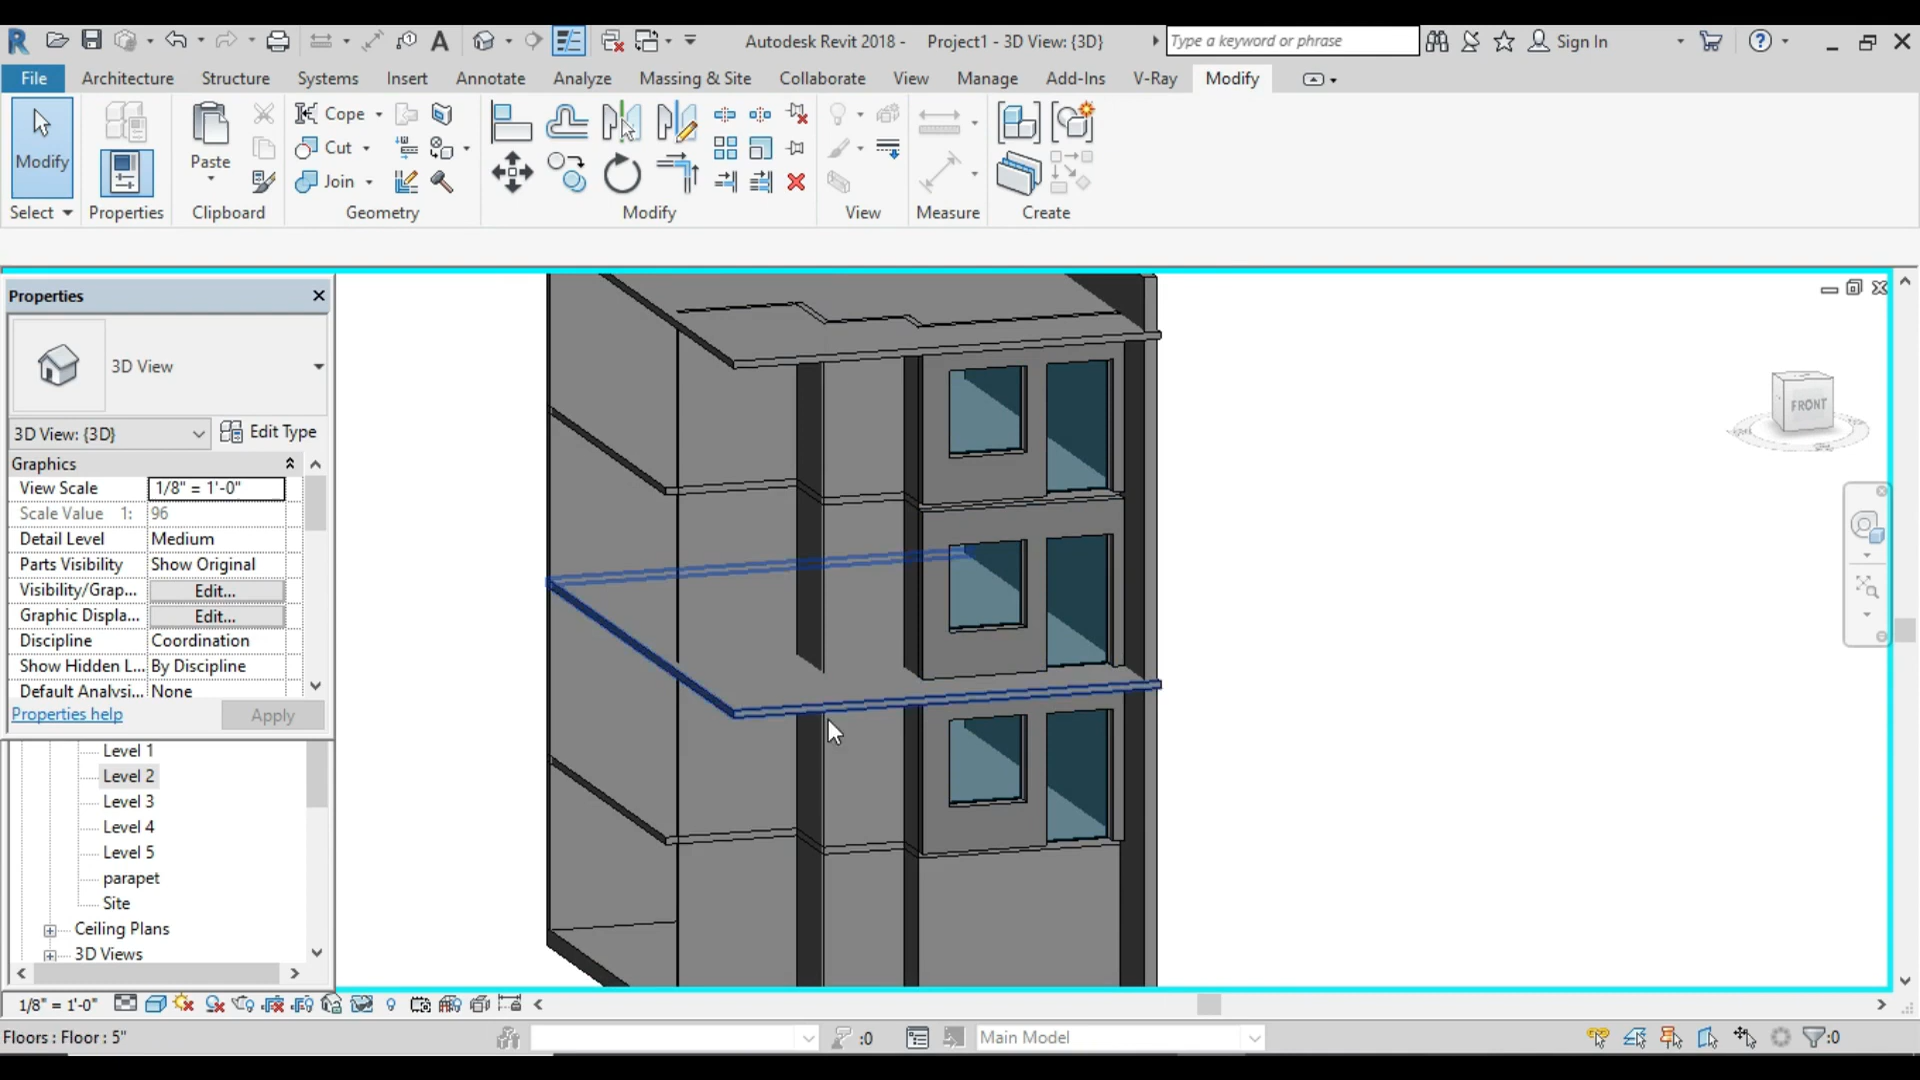 Autodesk Revit 2018 - Project1 - 3D View: {3D}
Type a keyword or phrase
Sign In
File Architecture Structure Systems Insert Annotate Analyze Massing & Site Collaborate View Manage Add-Ins V-Ray Modify
Modify
Paste
Cope
Cut
Join
Select Properties Clipboard Geometry Modify View Measure Create
Properties
3D View
3D View: {3D}
Edit Type
Graphics
View Scale 1/8" = 1'-0"
Scale Value 1: 96
Detail Level Medium
Parts Visibility Show Original
Visibility/Grap... Edit...
Graphic Displa... Edit...
Discipline Coordination
Show Hidden L... By Discipline
Default Analysi... None
Properties help
Apply
Level 1
Level 2
Level 3
Level 4
Level 5
parapet
Site
Ceiling Plans
3D Views
FRONT
1/8" = 1'-0"
Floors : Floor : 5"
:0
Main Model
:0